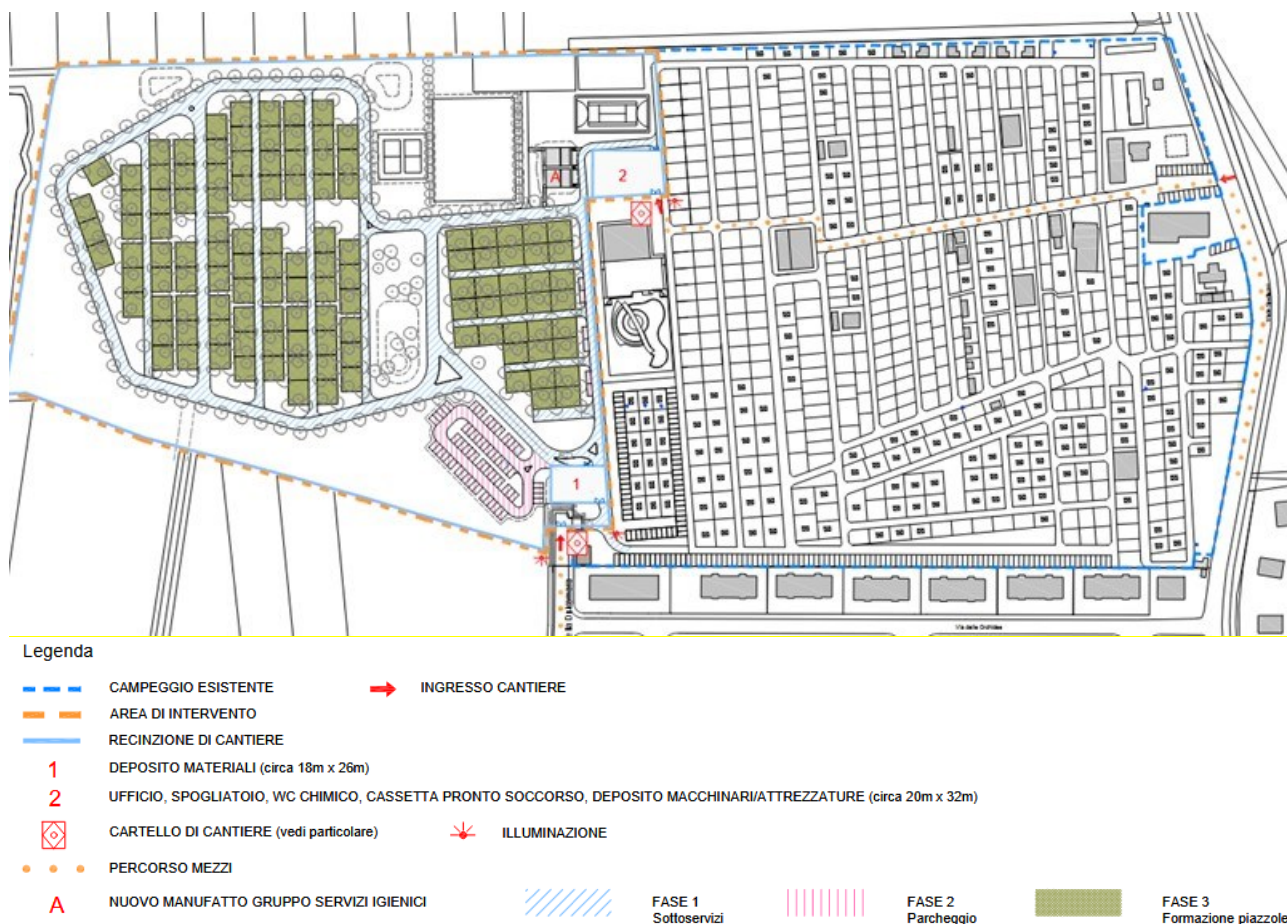 A
2
1
Via delle Orchidee
Legenda
CAMPEGGIO ESISTENTE
INGRESSO CANTIERE
AREA DI INTERVENTO
RECINZIONE DI CANTIERE
1 DEPOSITO MATERIALI (circa 18m x 26m)
2 UFFICIO, SPOGLIATOIO, WC CHIMICO, CASSETTA PRONTO SOCCORSO, DEPOSITO MACCHINARI/ATTREZZATURE (circa 20m x 32m)
CARTELLO DI CANTIERE (vedi particolare)
ILLUMINAZIONE
PERCORSO MEZZI
A NUOVO MANUFATTO GRUPPO SERVIZI IGIENICI
FASE 1
Sottoservizi
FASE 2
Parcheggio
FASE 3
Formazione piazzole